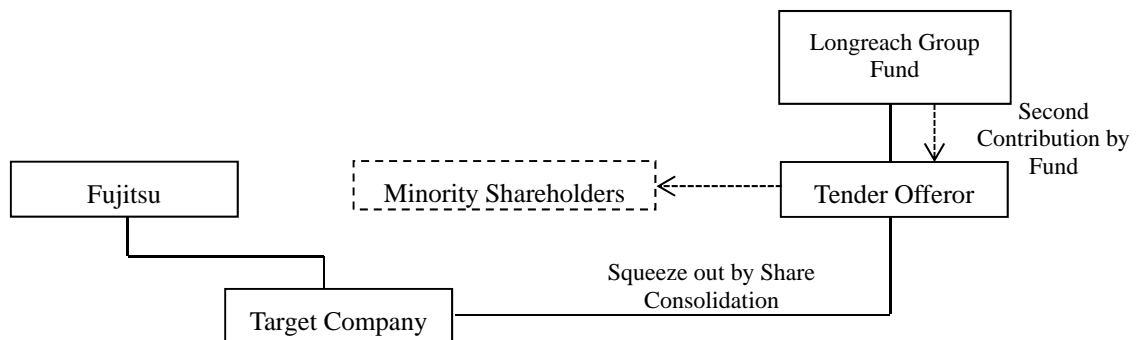 Longreach Group
Fund
Second
Contribution by
Fund
Fujitsu
Minority Shareholders
Tender Offeror
Squeeze out by Share
Consolidation
Target Company